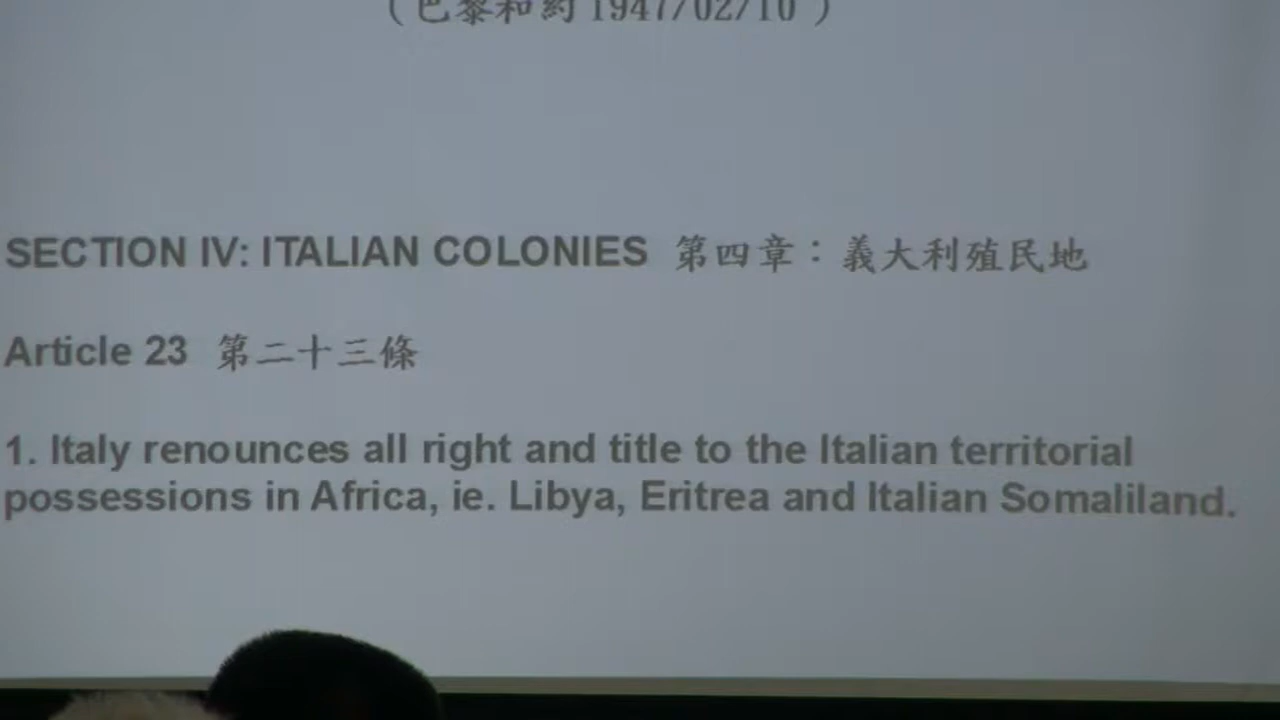 (巴黎和約 1947/02/10 )
SECTION IV: ITALIAN COLONIES 第四章：義大利殖民地
Article 23 第二十三條
1. Italy renounces all right and title to the Italian territorial
possessions in Africa, ie. Libya, Eritrea and Italian Somaliland.